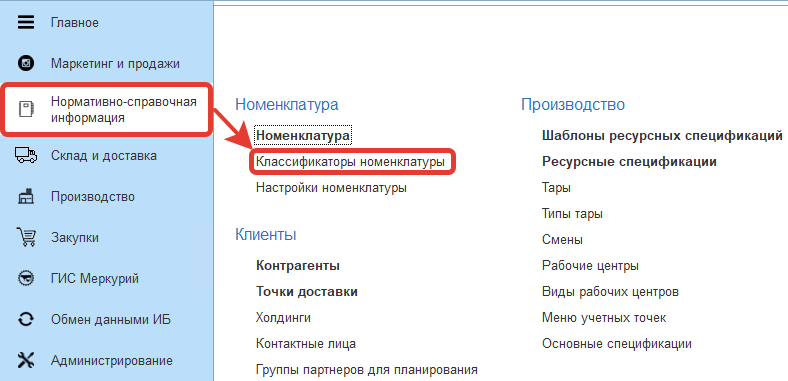 Главное
Маркетинг и продажи
Нормативно-справочная
информация
Склад и доставка
Производство
Закупки
ГИС Меркурий
Обмен данными ИБ
Администрирование
Номенклатура
Номенклатура
Классификаторы номенклатуры
Настройки номенклатуры
Клиенты
Контрагенты
Точки доставки
Холдинги
Контактные лица
Группы партнеров для планирования
Производство
Шаблоны ресурсных спецификаций
Ресурсные спецификации
Тары
Типы тары
Смены
Рабочие центры
Виды рабочих центров
Меню учетных точек
Основные спецификации